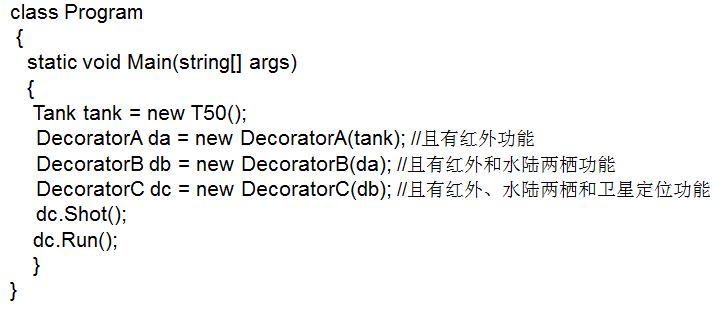 class Program
{
static void Main(string[] args)
{
Tank tank = new T50();
DecoratorA da = new DecoratorA(tank); //且有红外功能
DecoratorB db = new DecoratorB(da); //且有红外和水陆两栖功能
DecoratorC dc = new DecoratorC(db); //且有红外、水陆两栖和卫星定位功能
dc.Shot();
dc.Run();
}
}